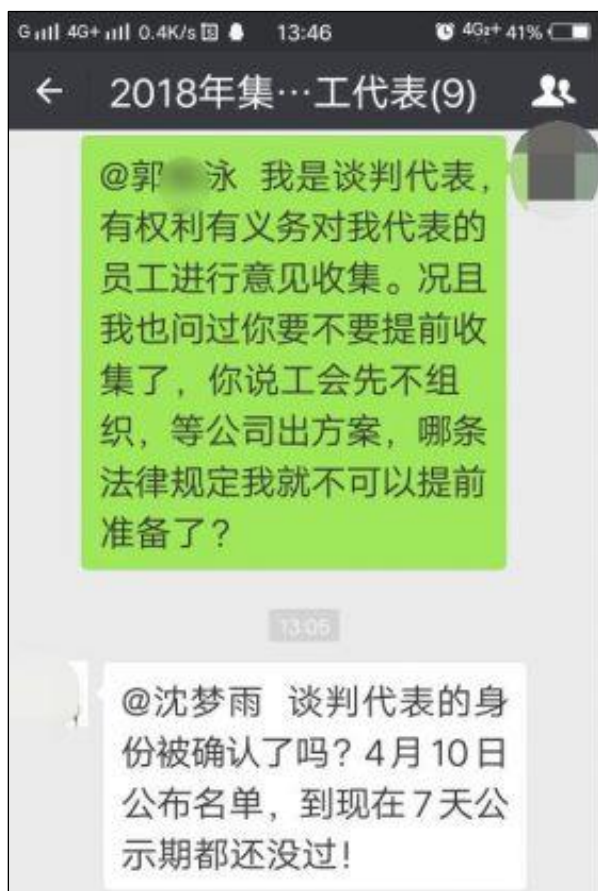 G 4G+ 0.4K/s 13:46 4G2+ 41%
2018年集…工代表(9)
@郭 泳 我是谈判代表，
有权利有义务对我代表的
员工进行意见收集。况且
我也问过你要不要提前收
集了，你说工会先不组
织，等公司出方案，哪条
法律规定我就不可以提前
准备了？
13:05
@沈梦雨 谈判代表的身
份被确认了吗？4月10日
公布名单，到现在7天公
示期都还没过！